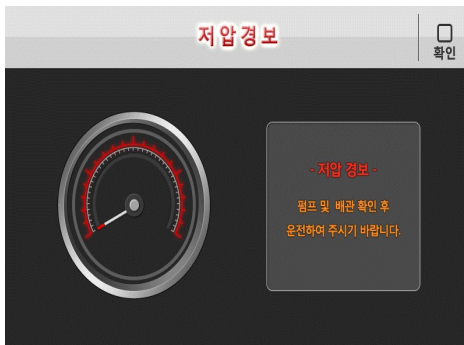 저압경보
확인
- 저압 경보 -
펌프 및 배관 확인 후
운전하여 주시기 바랍니다.